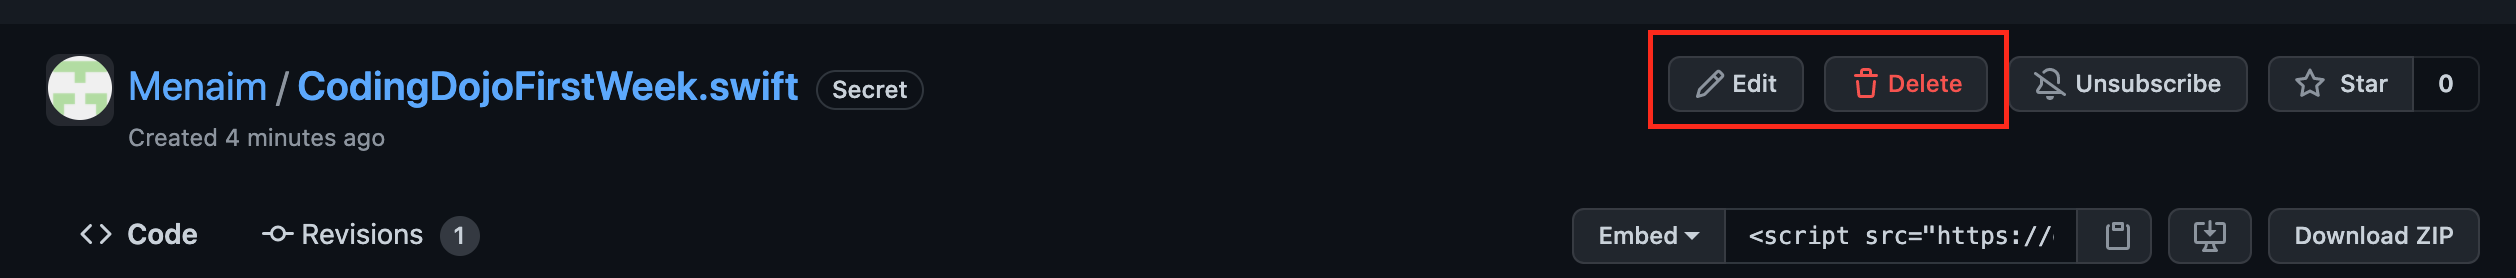 Menaim / CodingDojoFirstWeek.swift Secret Edit Delete Unsubscribe Star 0
Created 4 minutes ago
Code Revisions 1 Embed <script src="https:// Download ZIP